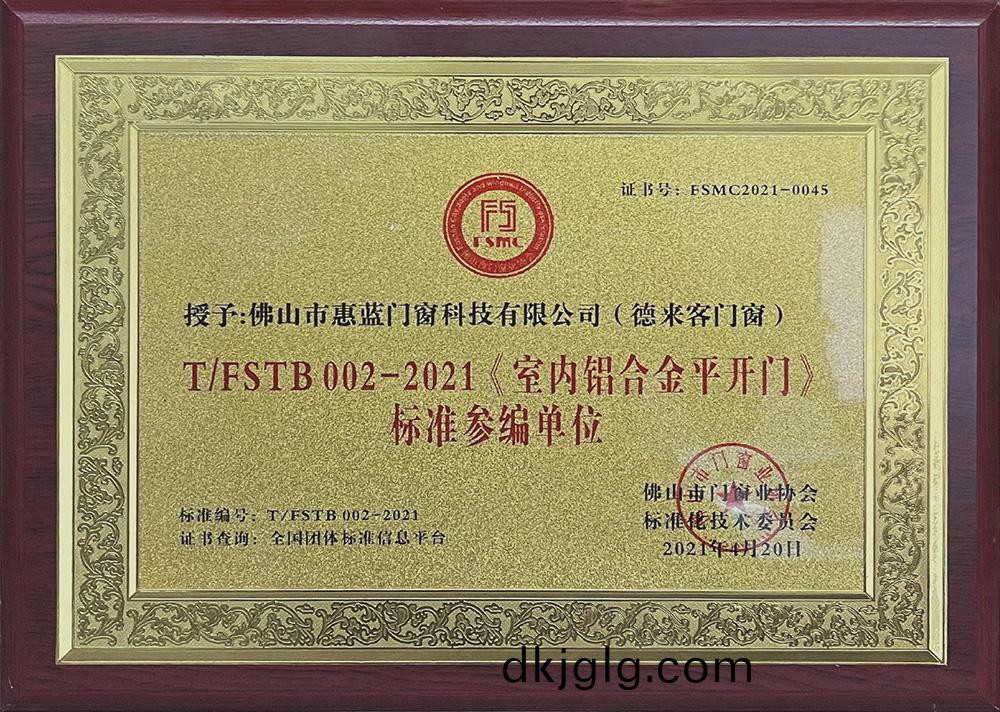 证书号：FSMC2021-0045
FSMC
授予:佛山市惠蓝门窗科技有限公司（德来客门窗）
T/FSTB 002-2021《室内铝合金平开门》
标准参编单位
佛山市门窗业协会
标准编号：T/FSTB 002-2021
标准化技术委员会
证书查询：全国团体标准信息平台
2021年4月20日
dkjglg.com